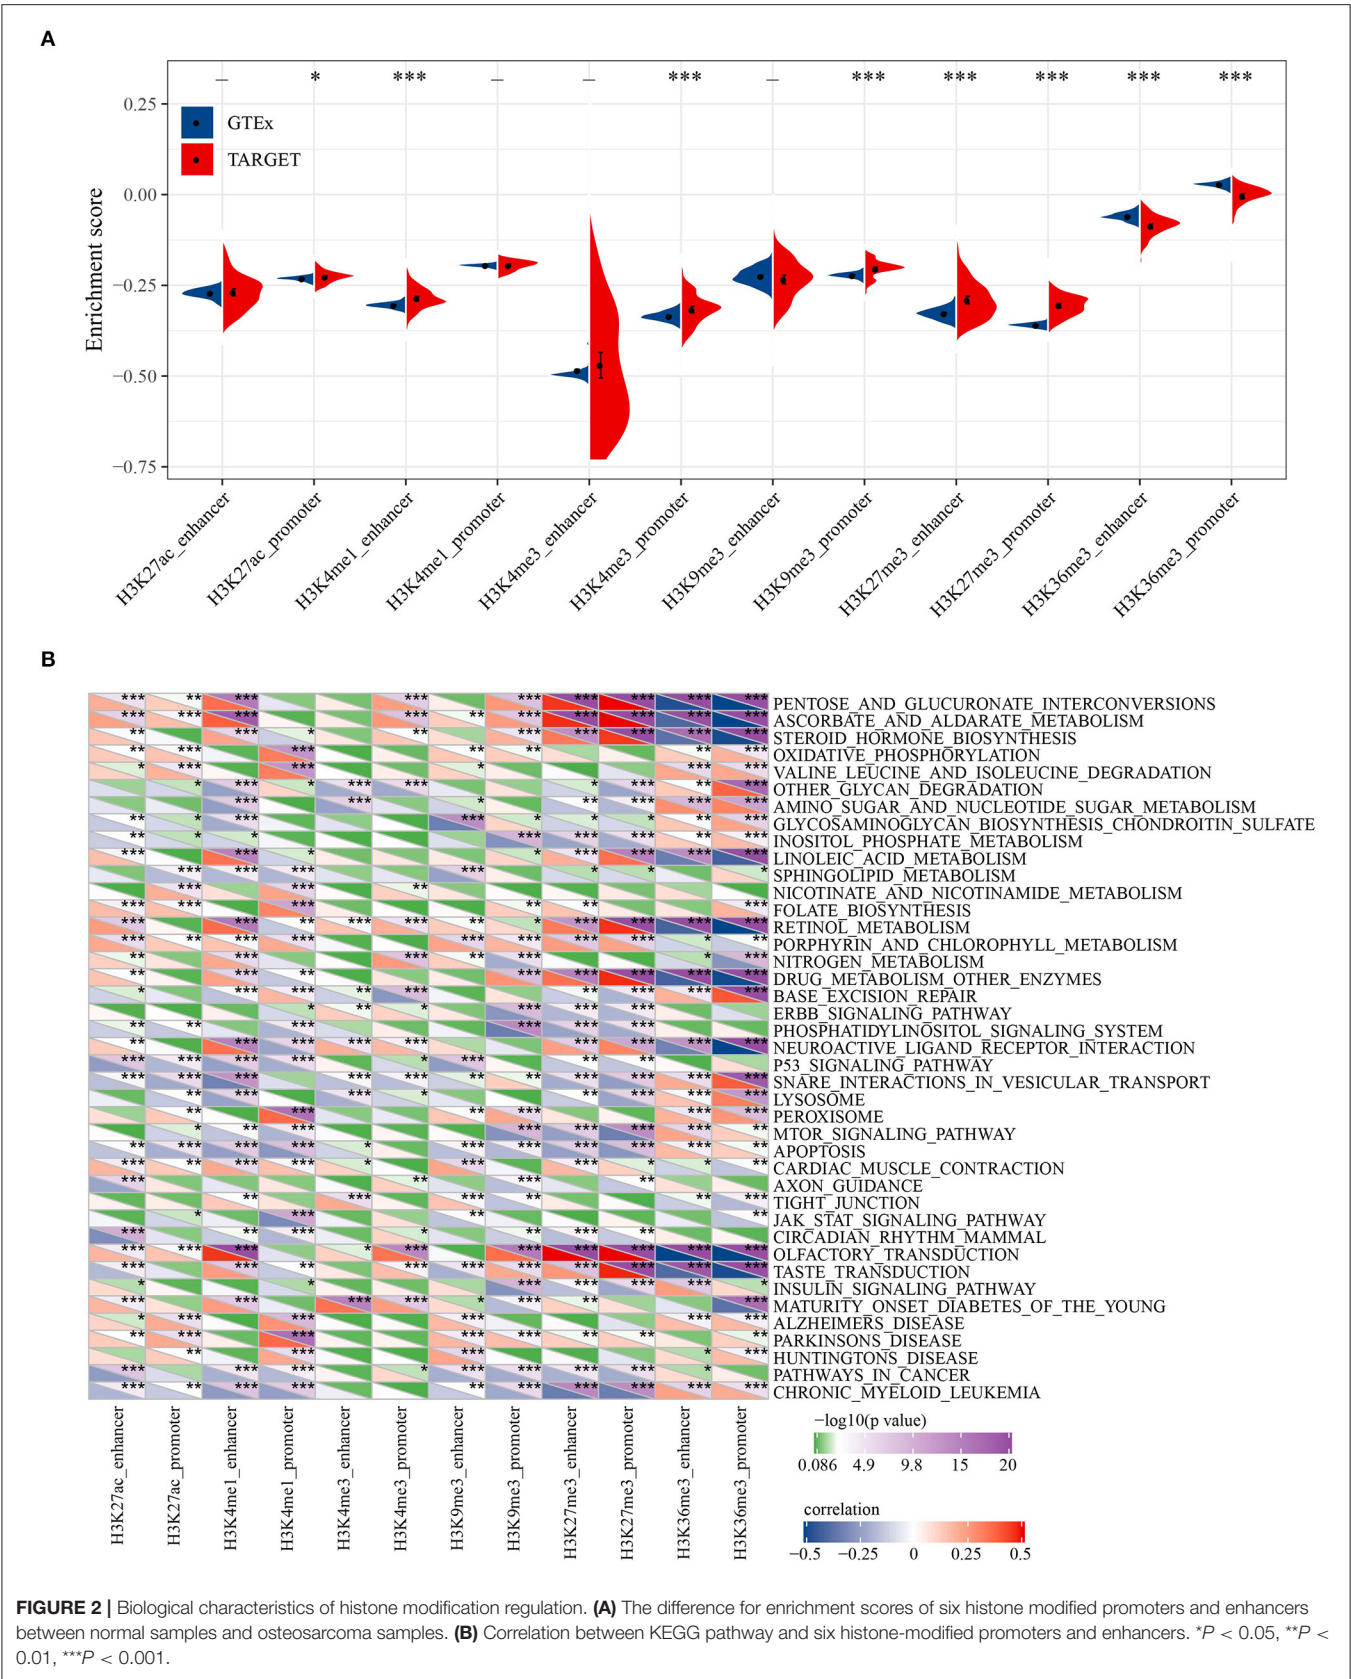 A
— * *** — — *** — *** *** *** *** ***
0.25
0.00
−0.25
−0.50
−0.75
Enrichment score
GTEx
TARGET
H3K27ac_enhancer
H3K27ac_promoter
H3K4me1_enhancer
H3K4me1_promoter
H3K4me3_enhancer
H3K4me3_promoter
H3K9me3_enhancer
H3K9me3_promoter
H3K27me3_enhancer
H3K27me3_promoter
H3K36me3_enhancer
H3K36me3_promoter
B
PENTOSE_AND_GLUCURONATE_INTERCONVERSIONS
ASCORBATE_AND_ALDARATE_METABOLISM
STEROID_HORMONE_BIOSYNTHESIS
OXIDATIVE_PHOSPHORYLATION
VALINE_LEUCINE_AND_ISOLEUCINE_DEGRADATION
OTHER_GLYCAN_DEGRADATION
AMINO_SUGAR_AND_NUCLEOTIDE_SUGAR_METABOLISM
GLYCOSAMINOGLYCAN_BIOSYNTHESIS_CHONDROITIN_SULFATE
INOSITOL_PHOSPHATE_METABOLISM
LINOLEIC_ACID_METABOLISM
SPHINGOLIPID_METABOLISM
NICOTINATE_AND_NICOTINAMIDE_METABOLISM
FOLATE_BIOSYNTHESIS
RETINOL_METABOLISM
PORPHYRIN_AND_CHLOROPHYLL_METABOLISM
NITROGEN_METABOLISM
DRUG_METABOLISM_OTHER_ENZYMES
BASE_EXCISION_REPAIR
ERBB_SIGNALING_PATHWAY
PHOSPHATIDYLINOSITOL_SIGNALING_SYSTEM
NEUROACTIVE_LIGAND_RECEPTOR_INTERACTION
P53_SIGNALING_PATHWAY
SNARE_INTERACTIONS_IN_VESICULAR_TRANSPORT
LYSOSOME
PEROXISOME
MTOR_SIGNALING_PATHWAY
APOPTOSIS
CARDIAC_MUSCLE_CONTRACTION
AXON_GUIDANCE
TIGHT_JUNCTION
JAK_STAT_SIGNALING_PATHWAY
CIRCADIAN_RHYTHM_MAMMAL
OLFACTORY_TRANSDUCTION
TASTE_TRANSDUCTION
INSULIN_SIGNALING_PATHWAY
MATURITY_ONSET_DIABETES_OF_THE_YOUNG
ALZHEIMERS_DISEASE
PARKINSONS_DISEASE
HUNTINGTONS_DISEASE
PATHWAYS_IN_CANCER
CHRONIC_MYELOID_LEUKEMIA
H3K27ac_enhancer
H3K27ac_promoter
H3K4me1_enhancer
H3K4me1_promoter
H3K4me3_enhancer
H3K4me3_promoter
H3K9me3_enhancer
H3K9me3_promoter
H3K27me3_enhancer
H3K27me3_promoter
H3K36me3_enhancer
H3K36me3_promoter
−log10(p value)
0.086 4.9 9.8 15 20
correlation
−0.5 −0.25 0 0.25 0.5
FIGURE 2 | Biological characteristics of histone modification regulation. (A) The difference for enrichment scores of six histone modified promoters and enhancers
between normal samples and osteosarcoma samples. (B) Correlation between KEGG pathway and six histone-modified promoters and enhancers. *P < 0.05, **P <
0.01, ***P < 0.001.